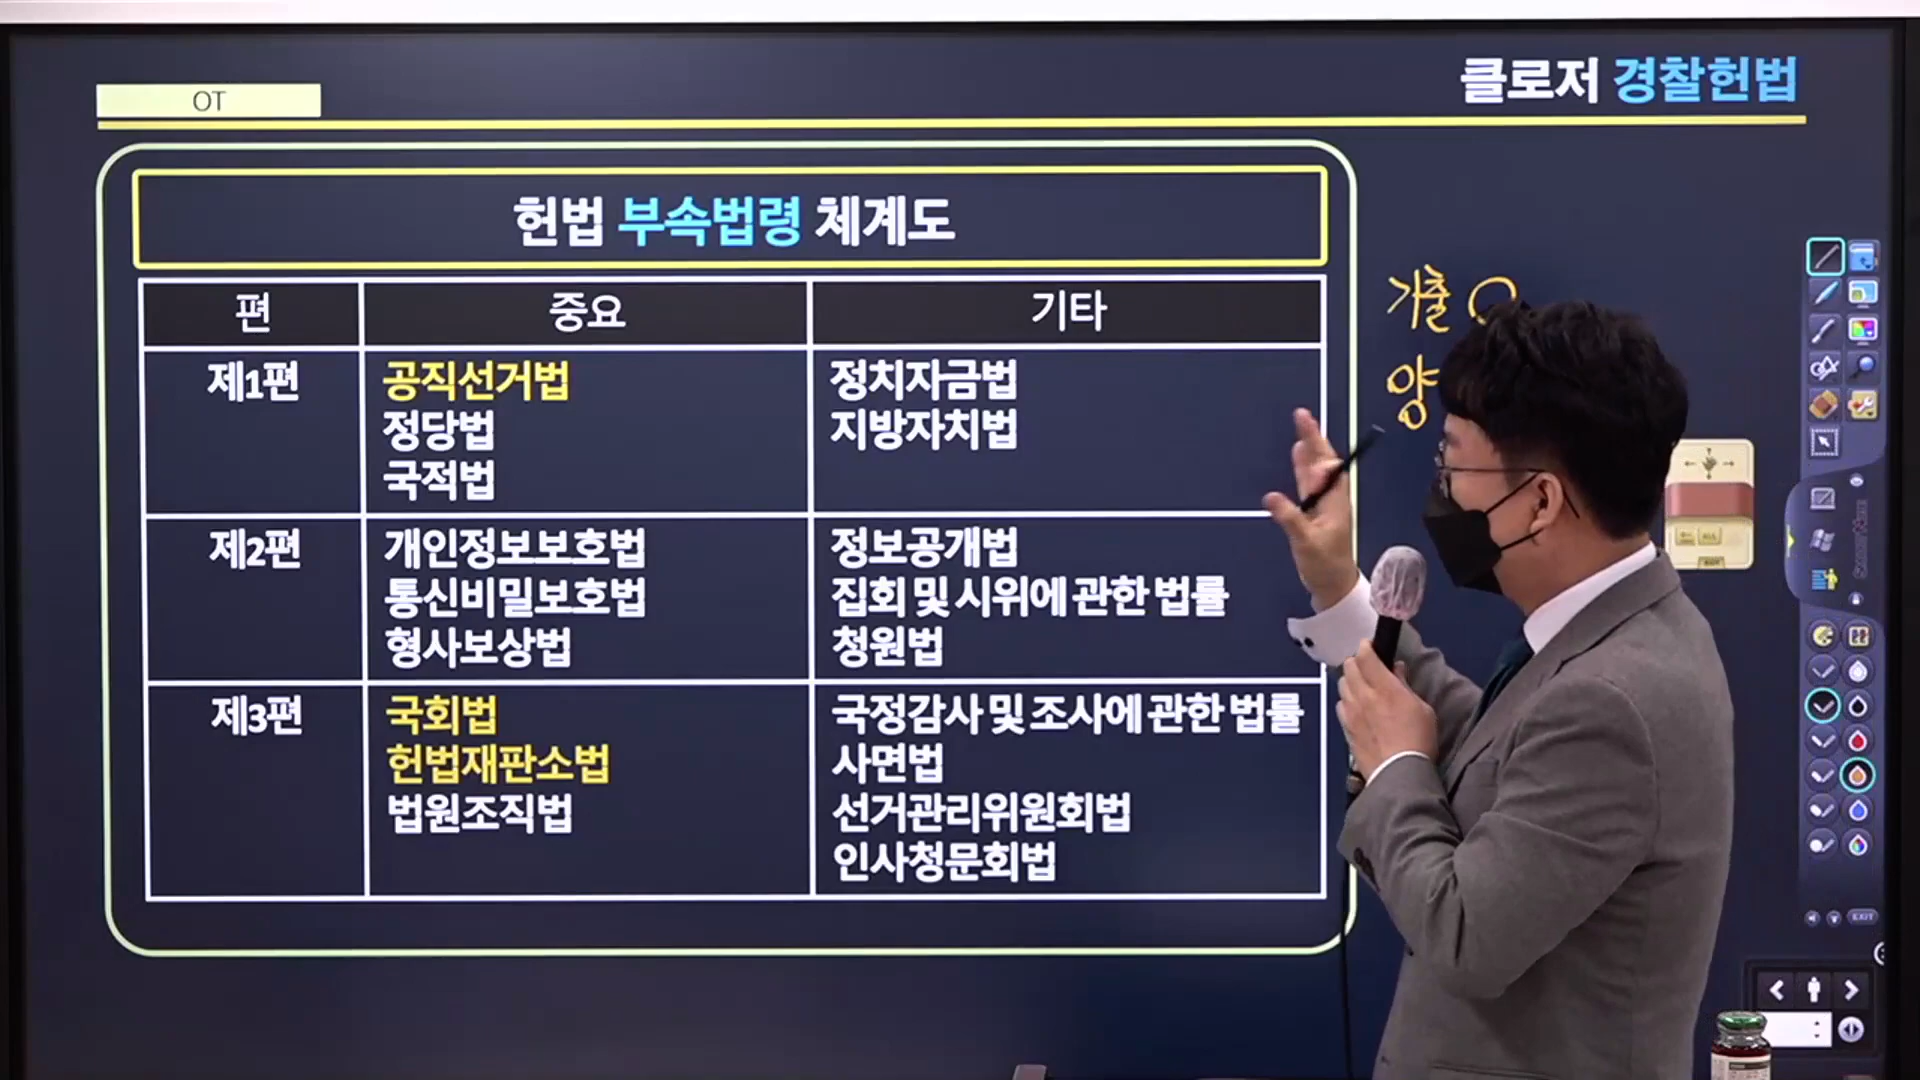 OT
클로저 경찰헌법
헌법 부속법령 체계도
편
중요
기타
제1편
공직선거법
정당법
국적법
정치자금법
지방자치법
제2편
개인정보보호법
통신비밀보호법
형사보상법
정보공개법
집회 및 시위에 관한 법률
청원법
제3편
국회법
헌법재판소법
법원조직법
국정감사 및 조사에 관한 법률
사면법
선거관리위원회법
인사청문회법
기출 ○
양
EXIT